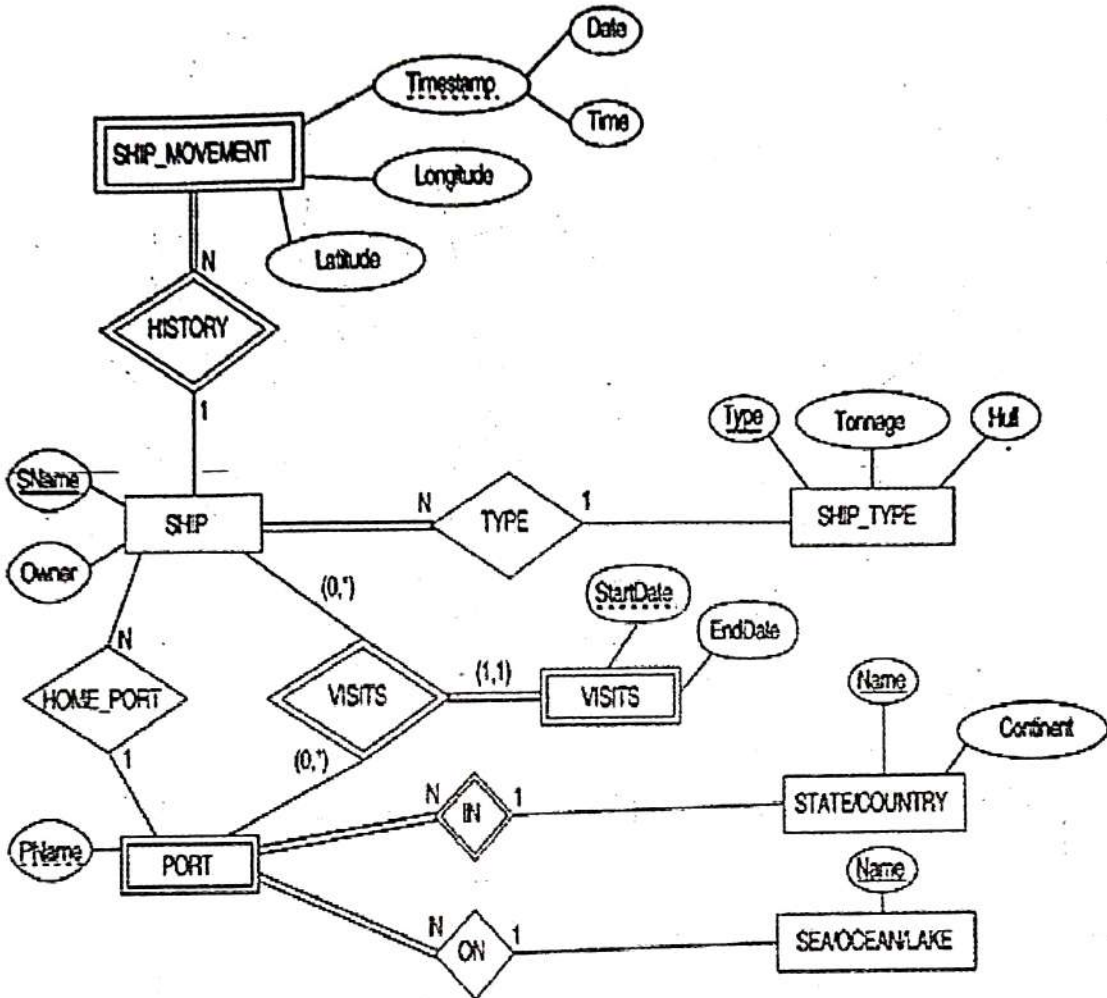 Date
Timestamp
Time
SHIP_MOVEMENT
Longitude
Latitude
N
HISTORY
1
Type
Tonnage
Hull
SName
SHIP
N
TYPE
1
SHIP_TYPE
Owner
(0,*)
StartDate
EndDate
N
HOME_PORT
VISITS
(1,1)
VISITS
Name
Continent
1
(0,*)
N
IN
1
STATE/COUNTRY
PName
PORT
Name
N
ON
1
SEA/OCEAN/LAKE